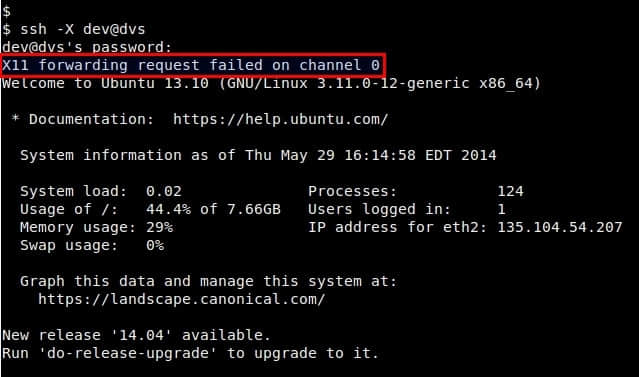 $
$ ssh -X dev@dvs
dev@dvs's password:
X11 forwarding request failed on channel 0
Welcome to Ubuntu 13.10 (GNU/Linux 3.11.0-12-generic x86_64)
* Documentation:  https://help.ubuntu.com/
System information as of Thu May 29 16:14:58 EDT 2014
System load:  0.02              Processes:           124
Usage of /:   44.4% of 7.66GB   Users logged in:     1
Memory usage: 29%               IP address for eth2: 135.104.54.207
Swap usage:   0%
Graph this data and manage this system at:
https://landscape.canonical.com/
New release '14.04' available.
Run 'do-release-upgrade' to upgrade to it.